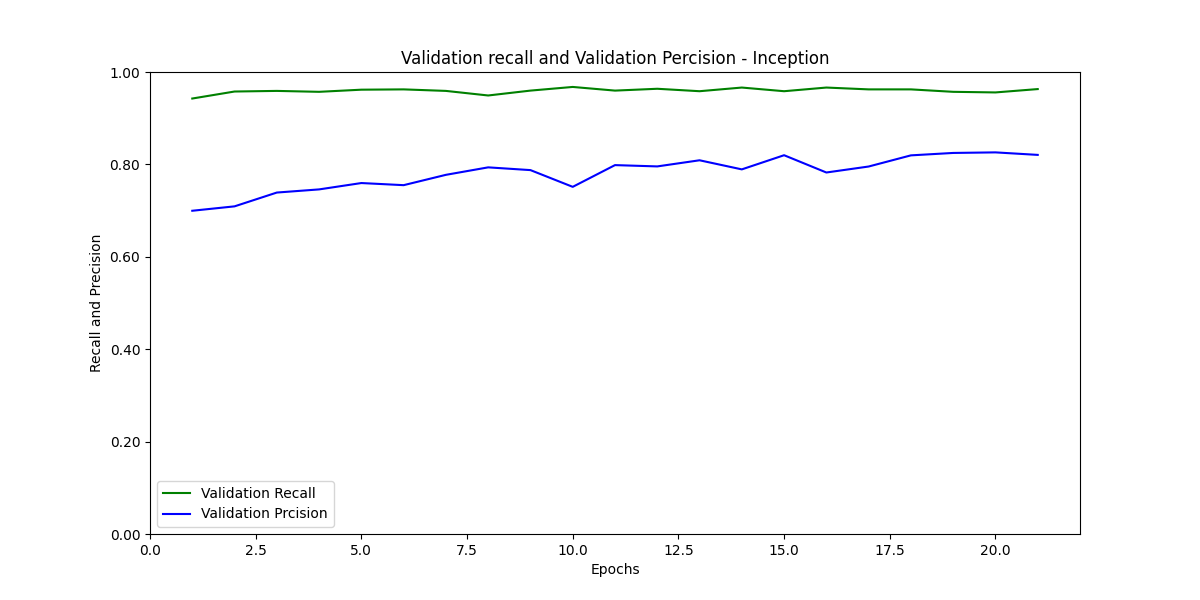 Validation recall and Validation Percision - Inception
1.00
0.80
0.60
0.40
0.20
0.00
Recall and Precision
Validation Recall
Validation Prcision
0.0 2.5 5.0 7.5 10.0 12.5 15.0 17.5 20.0
Epochs